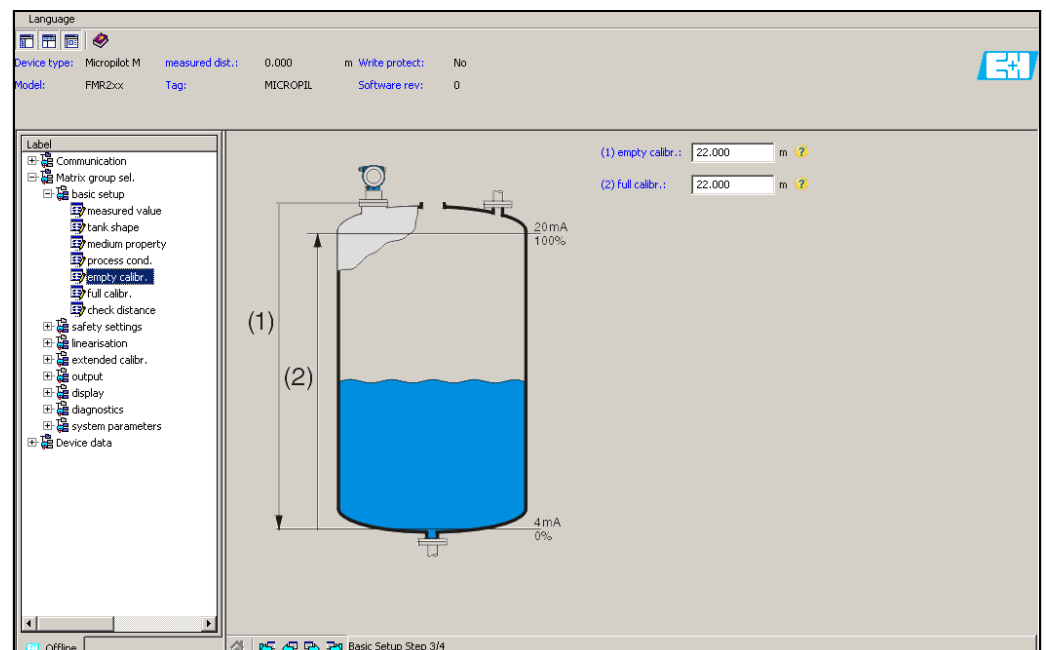 Language
Device type: Micropilot M measured dist.: 0.000 m Write protect: No
Model: FMR2xx Tag: MICROPIL Software rev: 0
E+H
Label
Communication
Matrix group sel.
basic setup
measured value
tank shape
medium property
process cond.
empty calibr.
full calibr.
check distance
safety settings
linearisation
extended calibr.
output
display
diagnostics
system parameters
Device data
(1) empty calibr.: 22.000 m ?
(2) full calibr.: 22.000 m ?
20mA
100%
(1)
(2)
4mA
0%
Offline
Basic Setup Step 3/4